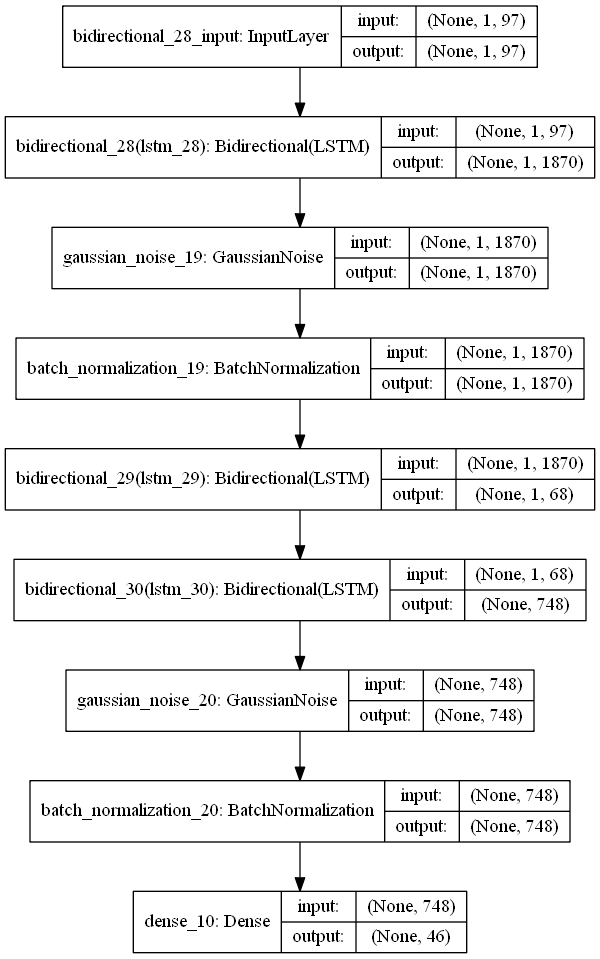 bidirectional_28_input: InputLayer
input: (None, 1, 97)
output: (None, 1, 97)
bidirectional_28(lstm_28): Bidirectional(LSTM)
input: (None, 1, 97)
output: (None, 1, 1870)
gaussian_noise_19: GaussianNoise
input: (None, 1, 1870)
output: (None, 1, 1870)
batch_normalization_19: BatchNormalization
input: (None, 1, 1870)
output: (None, 1, 1870)
bidirectional_29(lstm_29): Bidirectional(LSTM)
input: (None, 1, 1870)
output: (None, 1, 68)
bidirectional_30(lstm_30): Bidirectional(LSTM)
input: (None, 1, 68)
output: (None, 748)
gaussian_noise_20: GaussianNoise
input: (None, 748)
output: (None, 748)
batch_normalization_20: BatchNormalization
input: (None, 748)
output: (None, 748)
dense_10: Dense
input: (None, 748)
output: (None, 46)